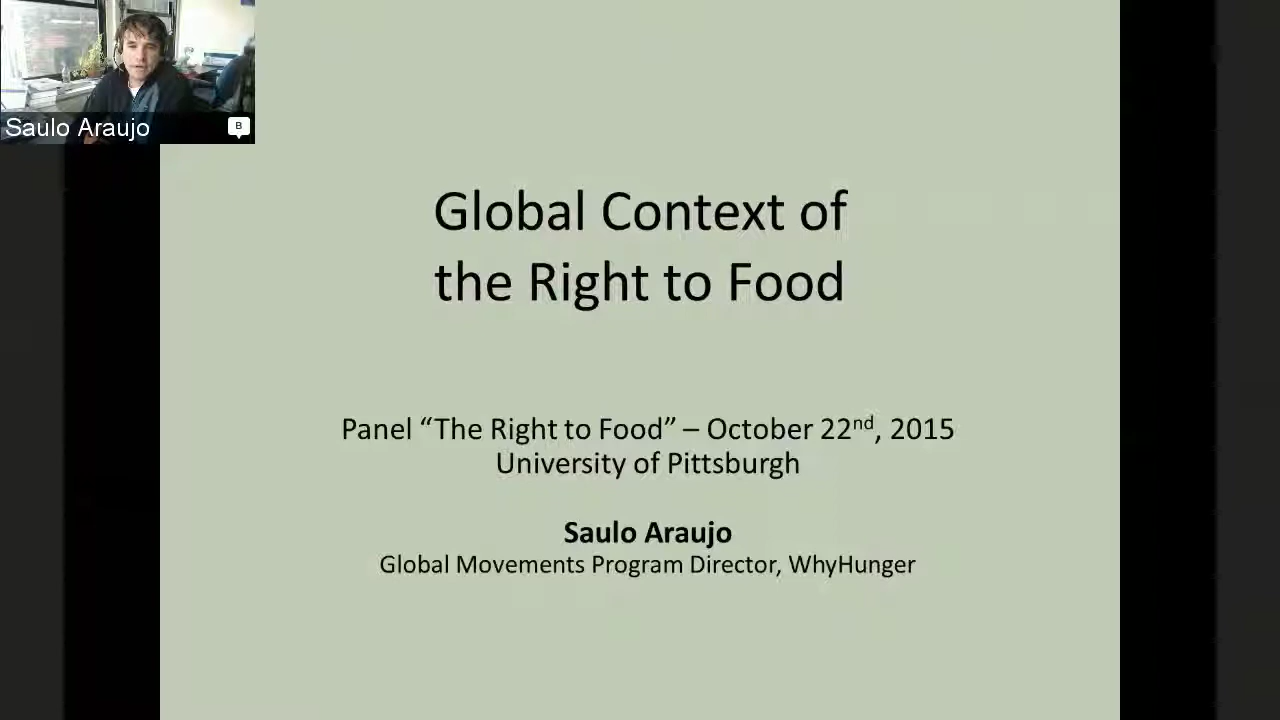 Saulo Araujo
B
Global Context of
the Right to Food
Panel “The Right to Food” – October 22nd, 2015
University of Pittsburgh
Saulo Araujo
Global Movements Program Director, WhyHunger